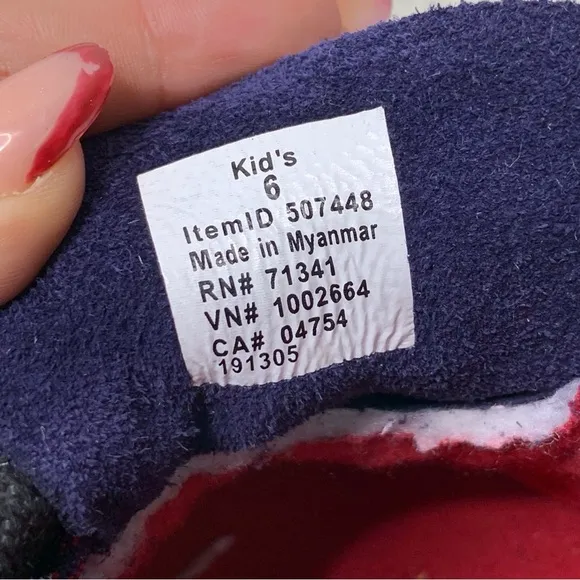 Kid's
6
ItemID 507448
Made in Myanmar
RN# 71341
VN# 1002664
CA# 04754
191305